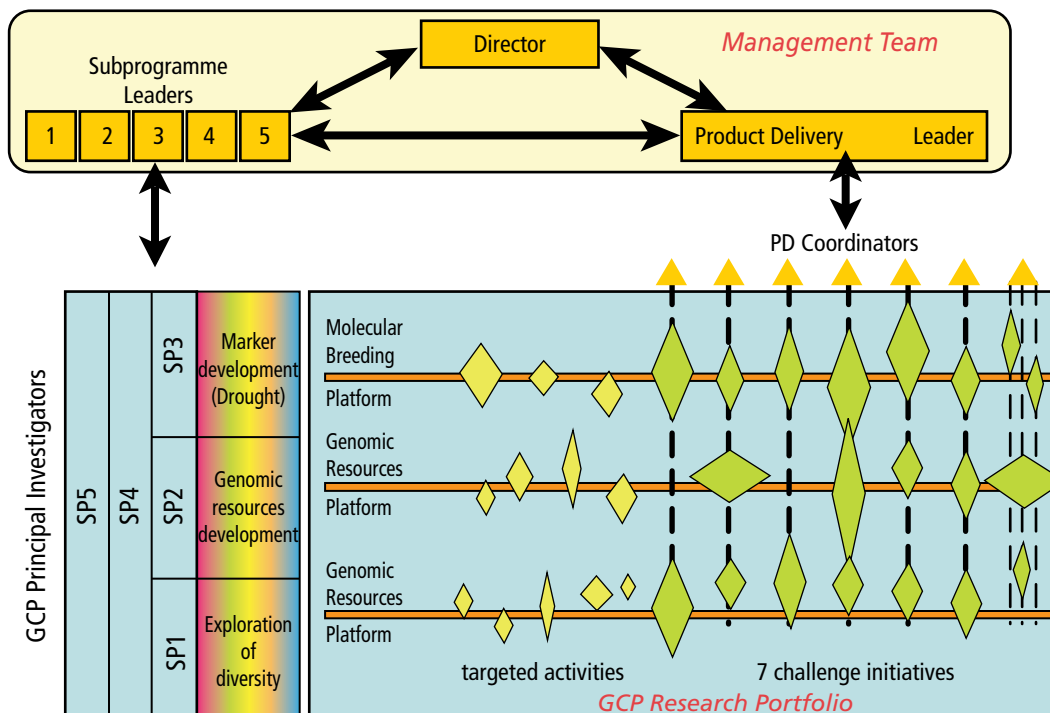 Director
Management Team
Subprogramme
Leaders
1 2 3 4 5
Product Delivery Leader
PD Coordinators
GCP Principal Investigators
SP5
SP4
SP3
Marker
development
(Drought)
SP2
Genomic
resources
development
SP1
Exploration
of
diversity
Molecular
Breeding
Platform
Genomic
Resources
Platform
Genomic
Resources
Platform
targeted activities
7 challenge initiatives
GCP Research Portfolio